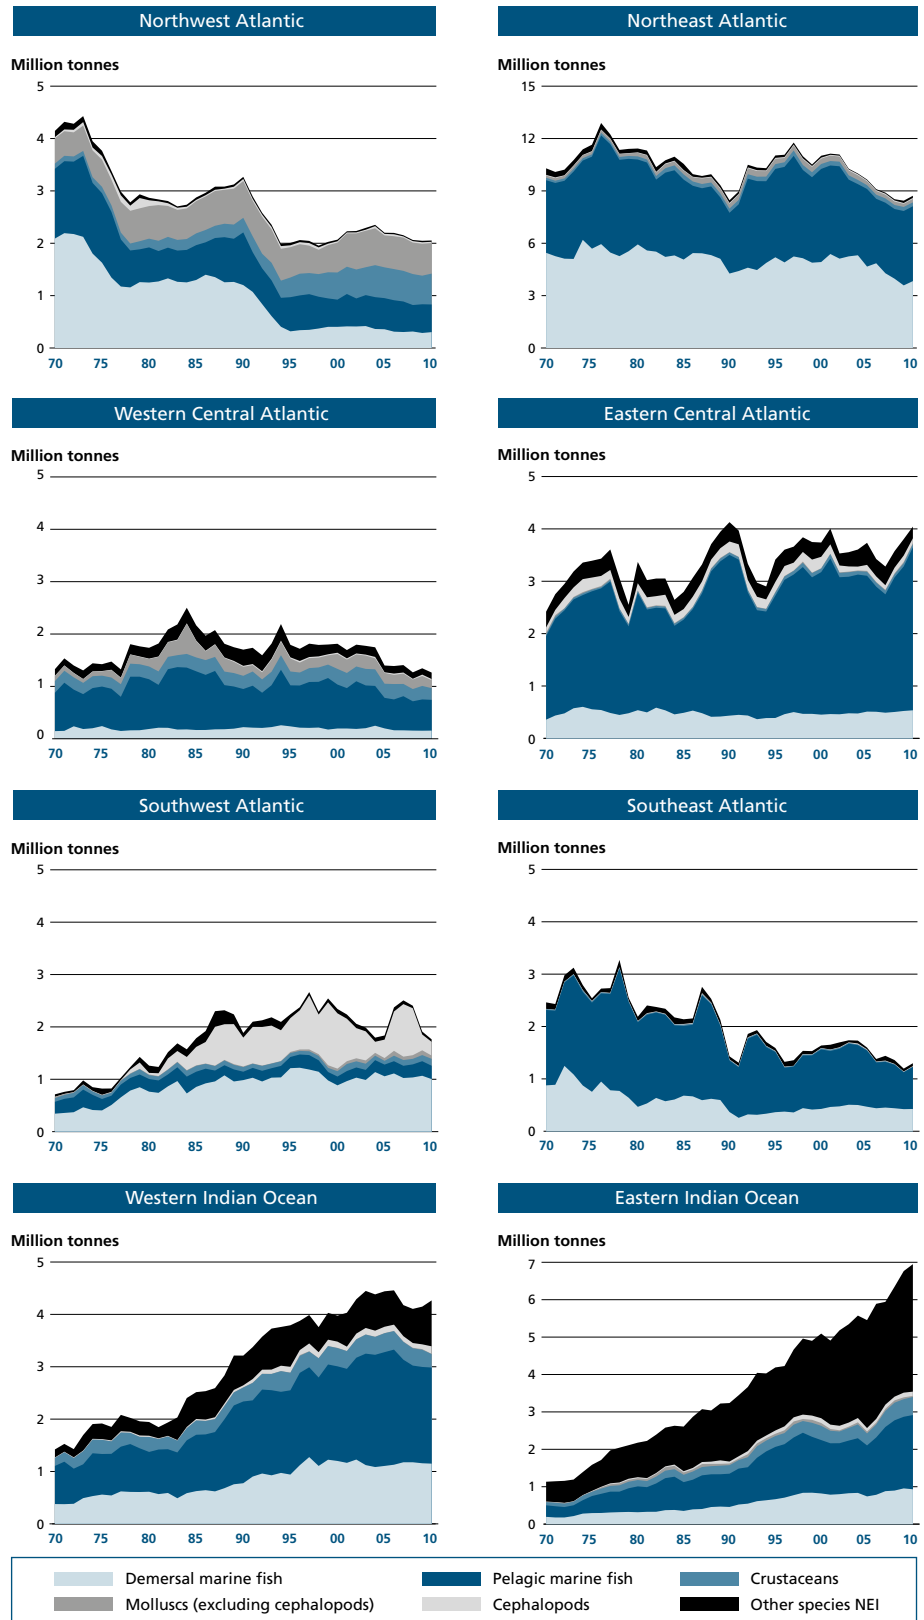 Northwest Atlantic
Million tonnes
5
4
3
2
1
0
70 75 80 85 90 95 00 05 10
Northeast Atlantic
Million tonnes
15
12
9
6
3
0
70 75 80 85 90 95 00 05 10
Western Central Atlantic
Million tonnes
5
4
3
2
1
0
70 75 80 85 90 95 00 05 10
Eastern Central Atlantic
Million tonnes
5
4
3
2
1
0
70 75 80 85 90 95 00 05 10
Southwest Atlantic
Million tonnes
5
4
3
2
1
0
70 75 80 85 90 95 00 05 10
Southeast Atlantic
Million tonnes
5
4
3
2
1
0
70 75 80 85 90 95 00 05 10
Western Indian Ocean
Million tonnes
5
4
3
2
1
0
70 75 80 85 90 95 00 05 10
Eastern Indian Ocean
Million tonnes
7
6
5
4
3
2
1
0
70 75 80 85 90 95 00 05 10
Demersal marine fish
Pelagic marine fish
Crustaceans
Molluscs (excluding cephalopods)
Cephalopods
Other species NEI